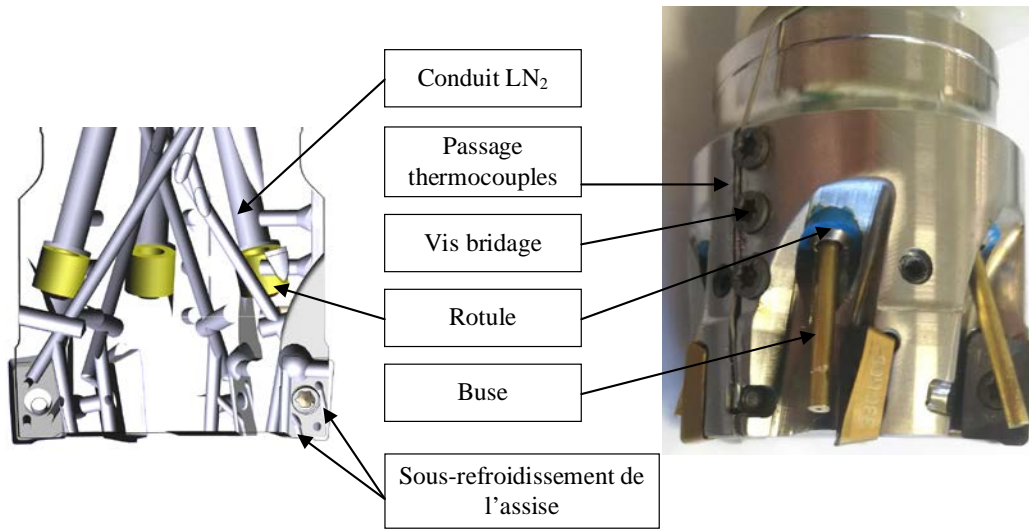 Conduit LN₂
Passage
thermocouples
Vis bridage
Rotule
Buse
Sous-refroidissement de
l’assise